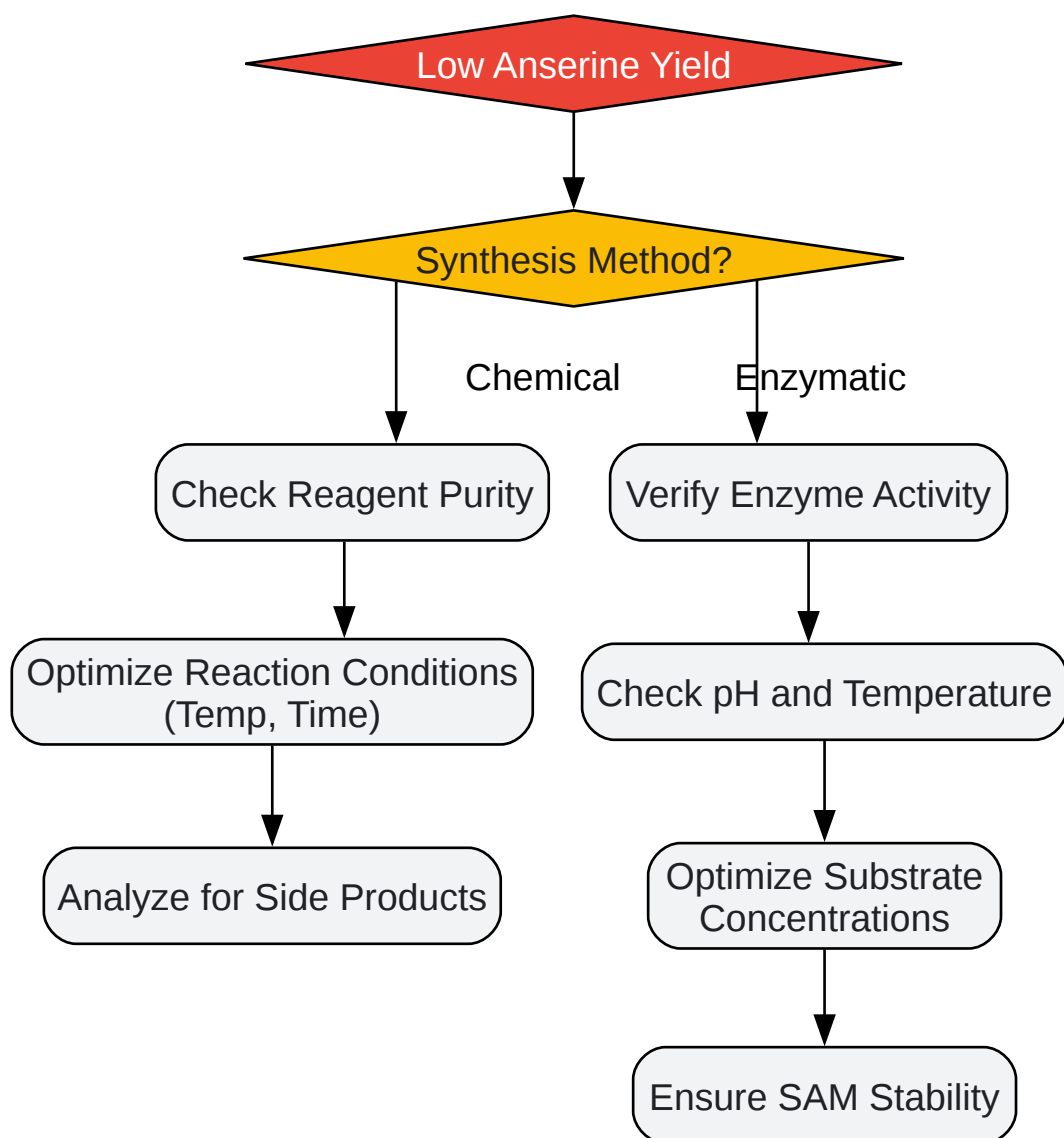 Low Anserine Yield
Synthesis Method?
Chemical
Enzymatic
Check Reagent Purity
Verify Enzyme Activity
Optimize Reaction Conditions
(Temp, Time)
Check pH and Temperature
Analyze for Side Products
Optimize Substrate
Concentrations
Ensure SAM Stability